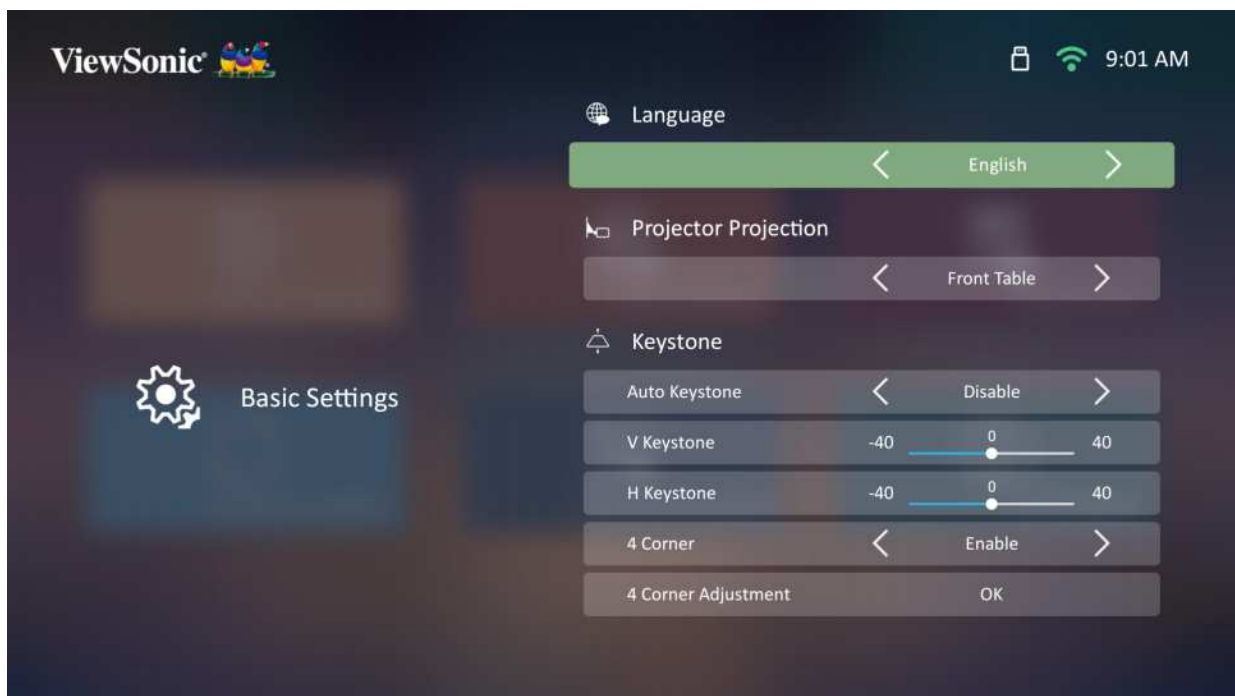 ViewSonic
9:01 AM
Language
English
Projector Projection
Front Table
Keystone
Basic Settings
Auto Keystone Disable
V Keystone -40 0 40
H Keystone -40 0 40
4 Corner Enable
4 Corner Adjustment OK